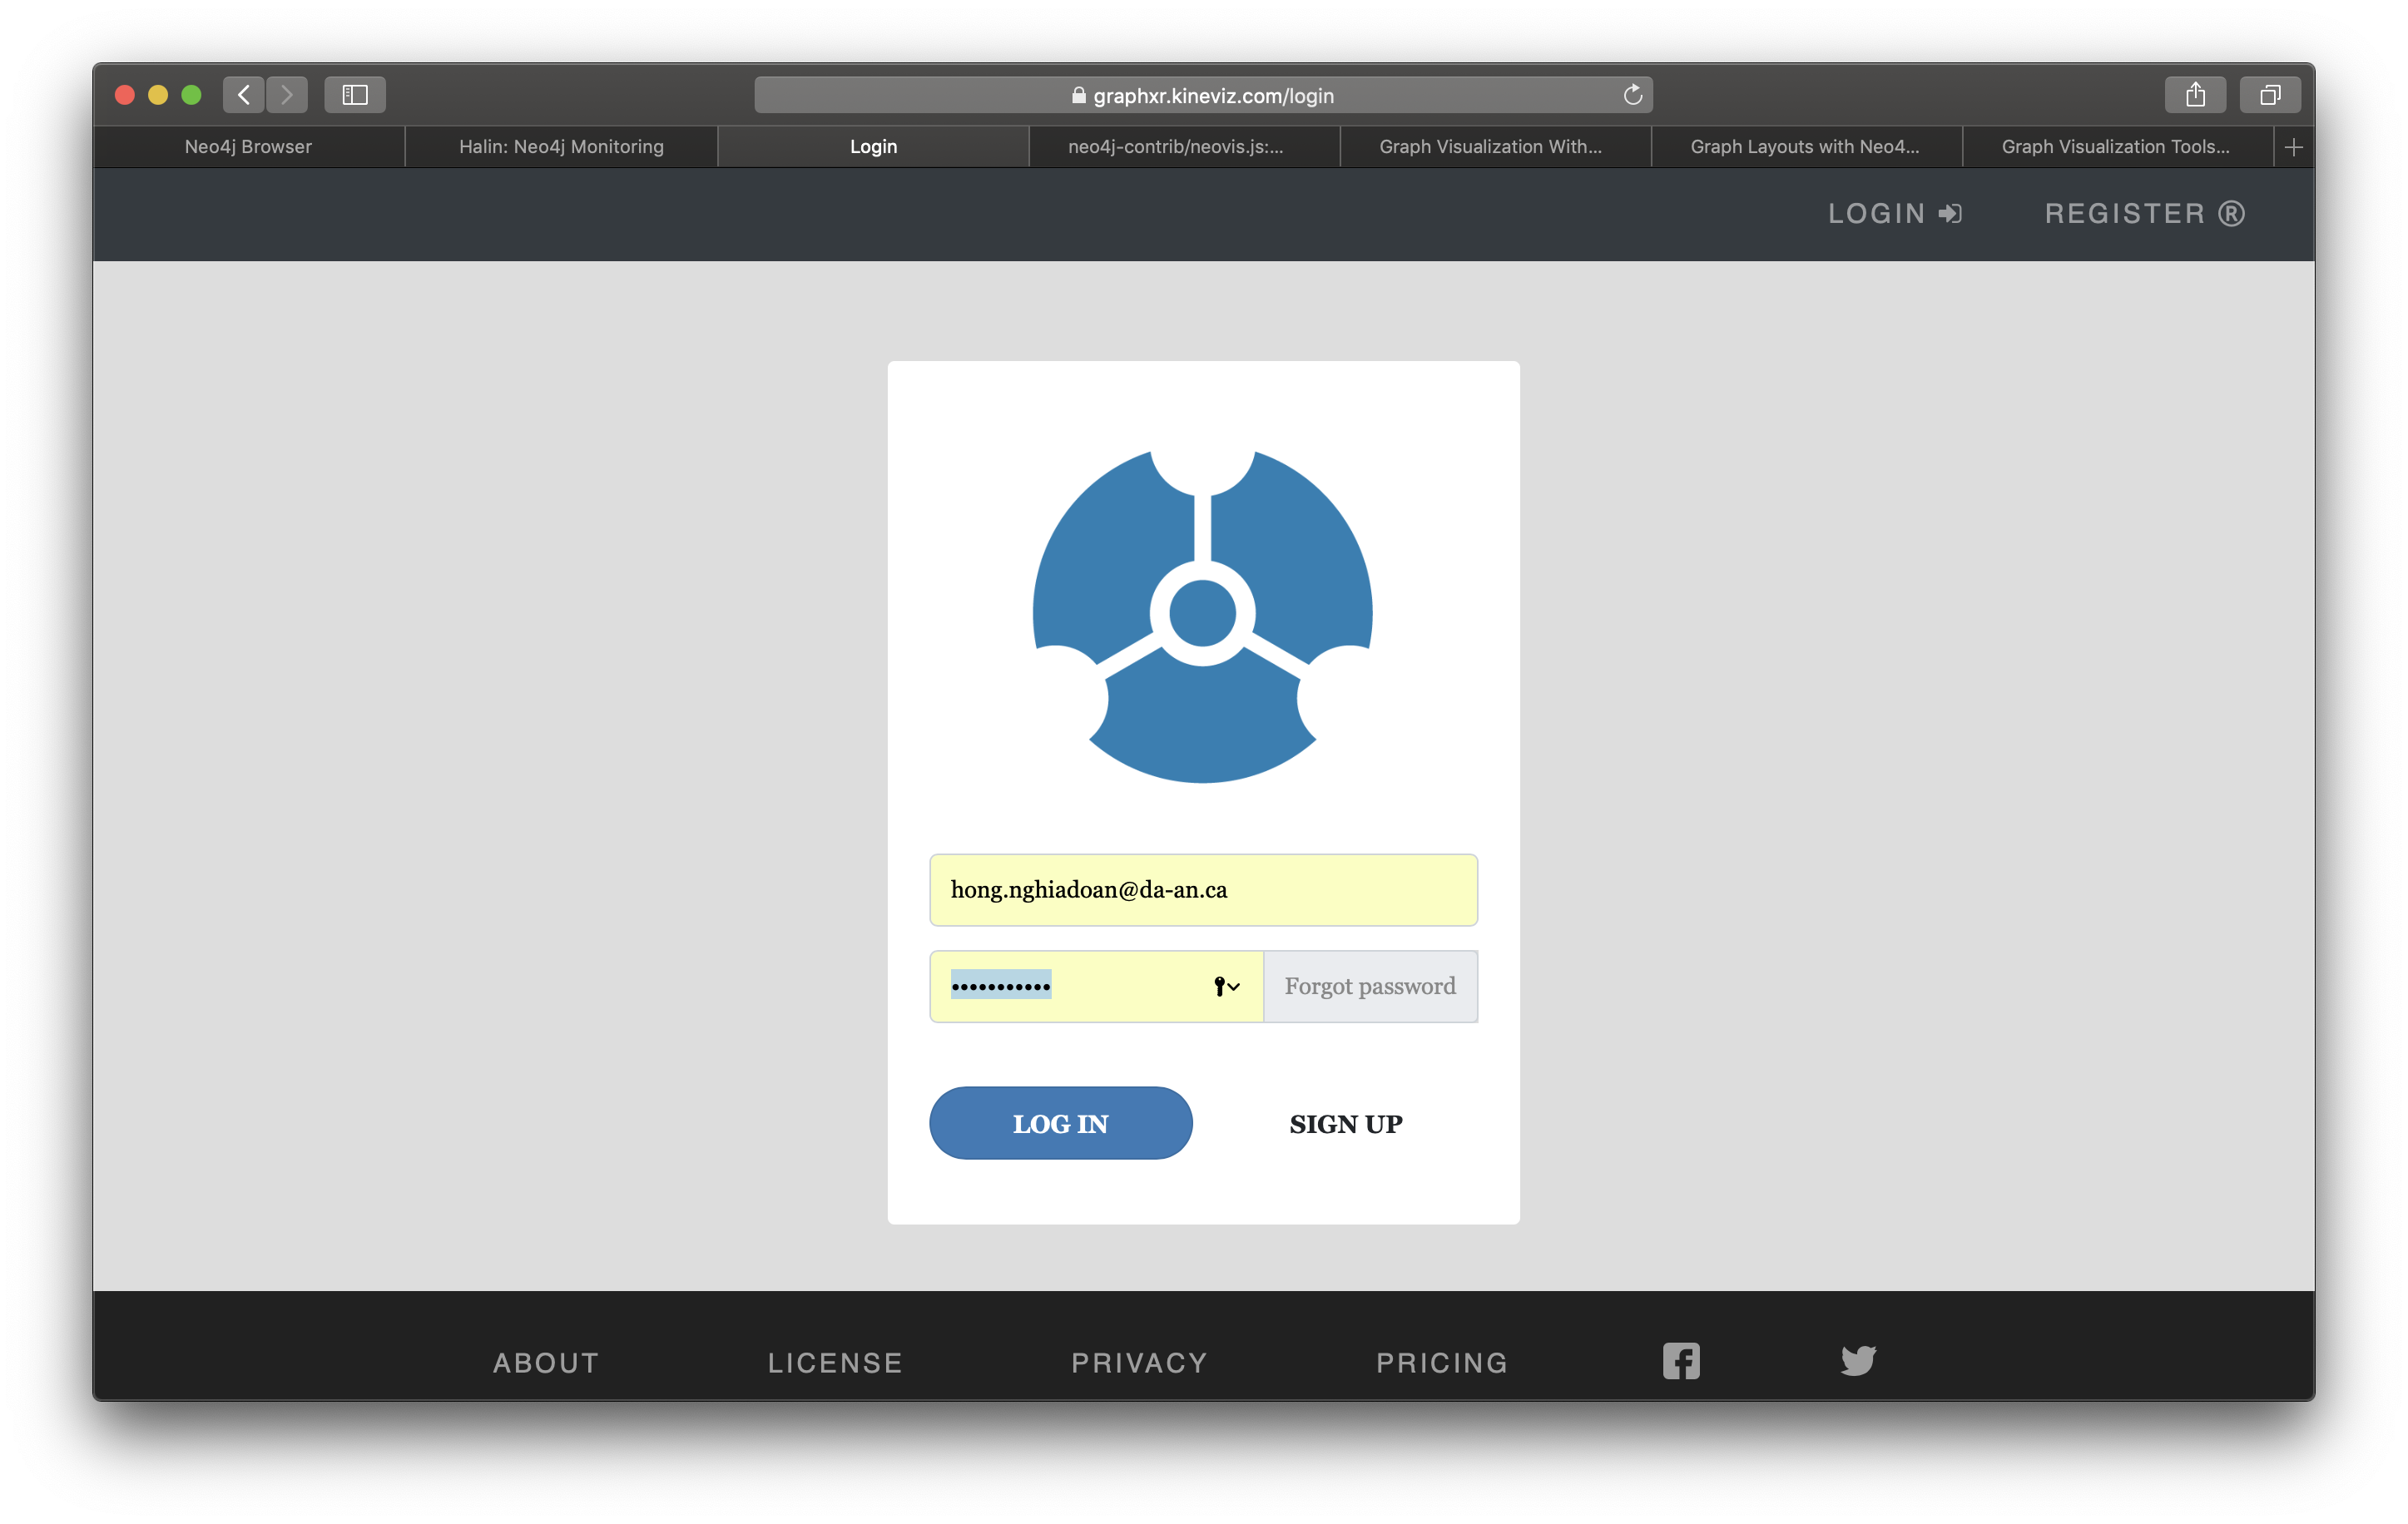 graphxr.kineviz.com/login
Neo4j Browser
Halin: Neo4j Monitoring
Login
neo4j-contrib/neovis.js:...
Graph Visualization With...
Graph Layouts with Neo4...
Graph Visualization Tools...
LOGIN
REGISTER ®
hong.nghiadoan@da-an.ca
•••••••••••
Forgot password
LOG IN
SIGN UP
ABOUT
LICENSE
PRIVACY
PRICING